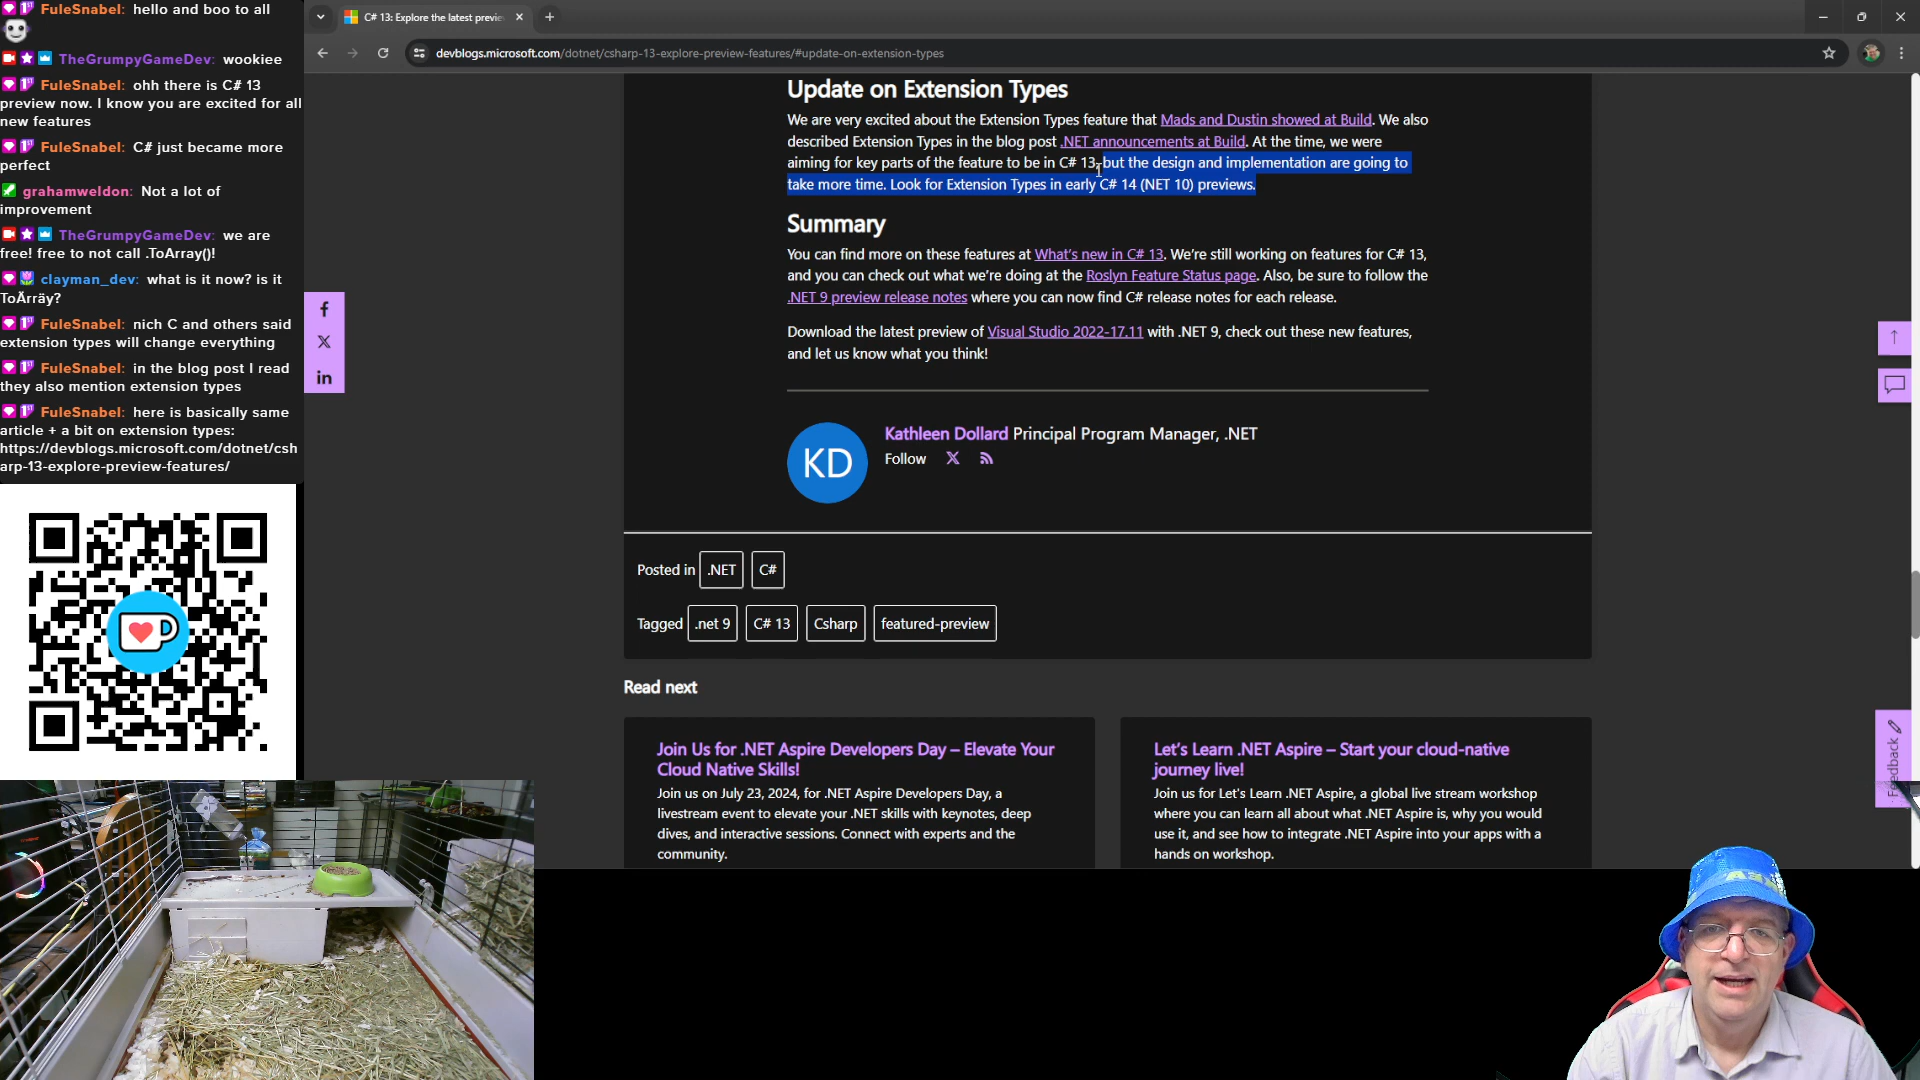 FuleSnabel: hello and boo to all
TheGrumpyGameDev: wookiee
FuleSnabel: ohh there is C# 13
preview now. I know you are excited for all
new features
FuleSnabel: C# just became more
perfect
grahamweldon: Not a lot of
improvement
TheGrumpyGameDev: we are
free! free to not call .ToArray()!
clayman_dev: what is it now? is it
ToÄrräy?
FuleSnabel: nich C and others said
extension types will change everything
FuleSnabel: in the blog post I read
they also mention extension types
FuleSnabel: here is basically same
article + a bit on extension types:
https://devblogs.microsoft.com/dotnet/csh
arp-13-explore-preview-features/
C# 13: Explore the latest previe
devblogs.microsoft.com/dotnet/csharp-13-explore-preview-features/#update-on-extension-types
Update on Extension Types
We are very excited about the Extension Types feature that Mads and Dustin showed at Build. We also
described Extension Types in the blog post .NET announcements at Build. At the time, we were
aiming for key parts of the feature to be in C# 13, but the design and implementation are going to
take more time. Look for Extension Types in early C# 14 (NET 10) previews.
Summary
You can find more on these features at What's new in C# 13. We're still working on features for C# 13,
and you can check out what we're doing at the Roslyn Feature Status page. Also, be sure to follow the
.NET 9 preview release notes where you can now find C# release notes for each release.
Download the latest preview of Visual Studio 2022-17.11 with .NET 9, check out these new features,
and let us know what you think!
KD
Kathleen Dollard Principal Program Manager, .NET
Follow
Posted in .NET C#
Tagged .net 9 C# 13 Csharp featured-preview
Read next
Join Us for .NET Aspire Developers Day – Elevate Your
Cloud Native Skills!
Join us on July 23, 2024, for .NET Aspire Developers Day, a
livestream event to elevate your .NET skills with keynotes, deep
dives, and interactive sessions. Connect with experts and the
community.
Let's Learn .NET Aspire – Start your cloud-native
journey live!
Join us for Let's Learn .NET Aspire, a global live stream workshop
where you can learn all about what .NET Aspire is, why you would
use it, and see how to integrate .NET Aspire into your apps with a
hands on workshop.
Feedback